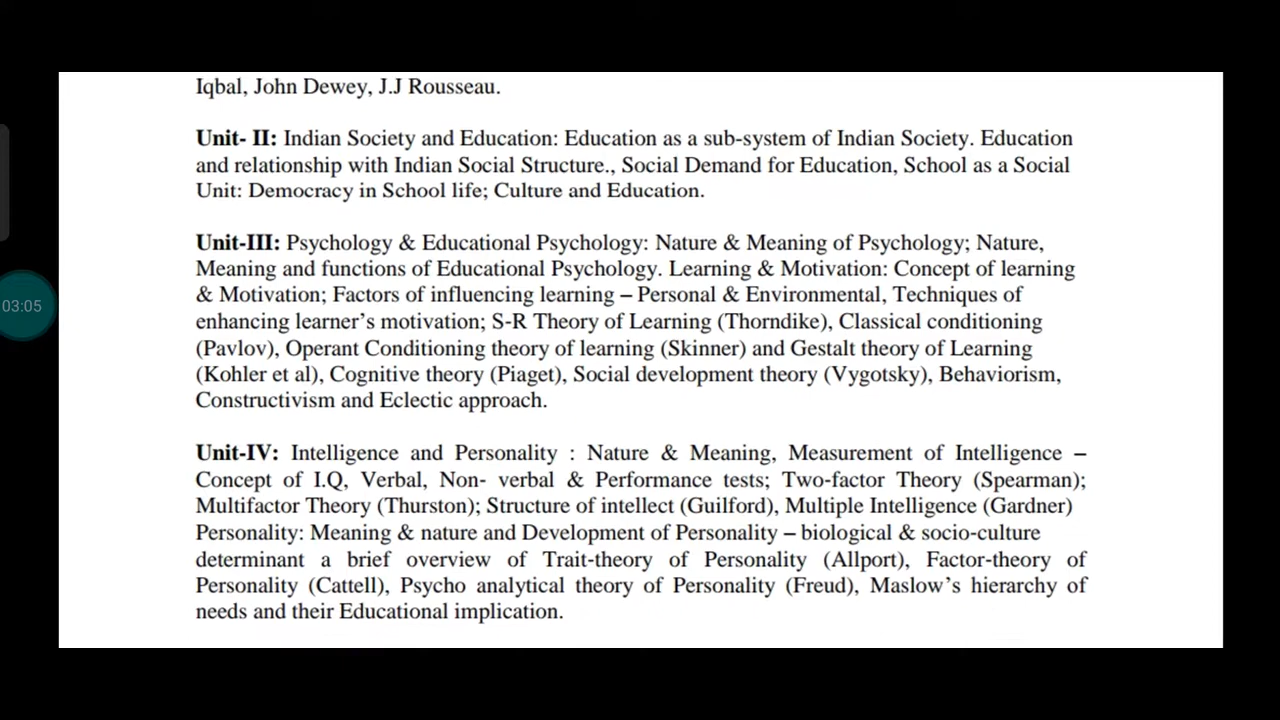 Iqbal, John Dewey, J.J Rousseau.
Unit- II: Indian Society and Education: Education as a sub-system of Indian Society. Education
and relationship with Indian Social Structure., Social Demand for Education, School as a Social
Unit: Democracy in School life; Culture and Education.
Unit-III: Psychology & Educational Psychology: Nature & Meaning of Psychology; Nature,
Meaning and functions of Educational Psychology. Learning & Motivation: Concept of learning
& Motivation; Factors of influencing learning – Personal & Environmental, Techniques of
enhancing learner’s motivation; S-R Theory of Learning (Thorndike), Classical conditioning
(Pavlov), Operant Conditioning theory of learning (Skinner) and Gestalt theory of Learning
(Kohler et al), Cognitive theory (Piaget), Social development theory (Vygotsky), Behaviorism,
Constructivism and Eclectic approach.
Unit-IV: Intelligence and Personality : Nature & Meaning, Measurement of Intelligence –
Concept of I.Q, Verbal, Non- verbal & Performance tests; Two-factor Theory (Spearman);
Multifactor Theory (Thurston); Structure of intellect (Guilford), Multiple Intelligence (Gardner)
Personality: Meaning & nature and Development of Personality – biological & socio-culture
determinant a brief overview of Trait-theory of Personality (Allport), Factor-theory of
Personality (Cattell), Psycho analytical theory of Personality (Freud), Maslow’s hierarchy of
needs and their Educational implication.
03:05